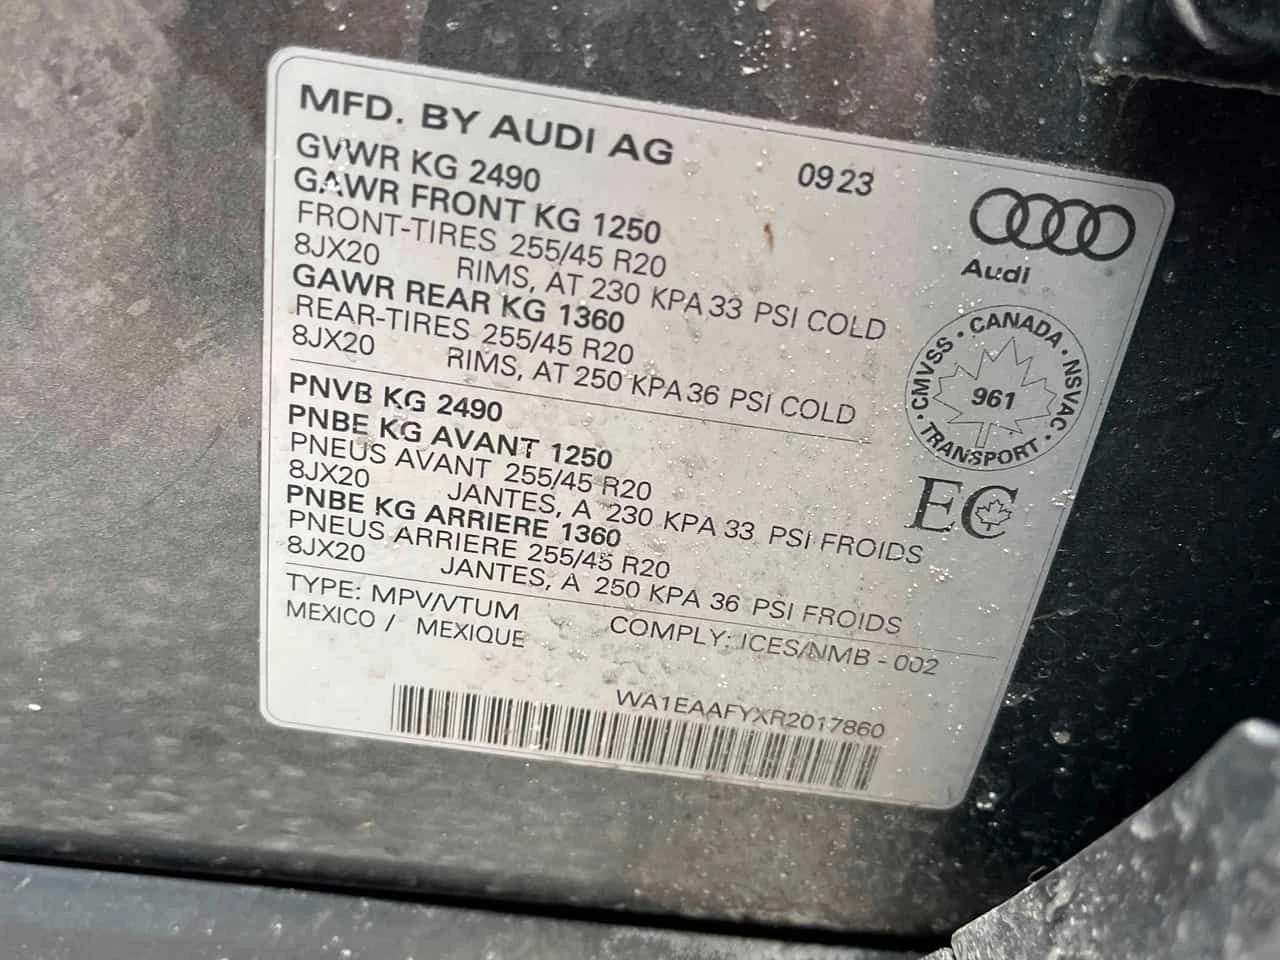 MFD. BY AUDI AG 0923
GVWR KG 2490
GAWR FRONT KG 1250
FRONT-TIRES 255/45 R20
8JX20 RIMS, AT 230 KPA 33 PSI COLD
GAWR REAR KG 1360
REAR-TIRES 255/45 R20
8JX20 RIMS, AT 250 KPA 36 PSI COLD
PNVB KG 2490
PNBE KG AVANT 1250
PNEUS AVANT 255/45 R20
8JX20 JANTES, A 230 KPA 33 PSI FROIDS
PNBE KG ARRIERE 1360
PNEUS ARRIERE 255/45 R20
8JX20 JANTES, A 250 KPA 36 PSI FROIDS
TYPE: MPV/VTUM COMPLY: ICES/NMB - 002
MEXICO / MEXIQUE
WA1EAAFYXR2017860
Audi
CMVSS · CANADA · NSVAC · TRANSPORT ·
961
EC